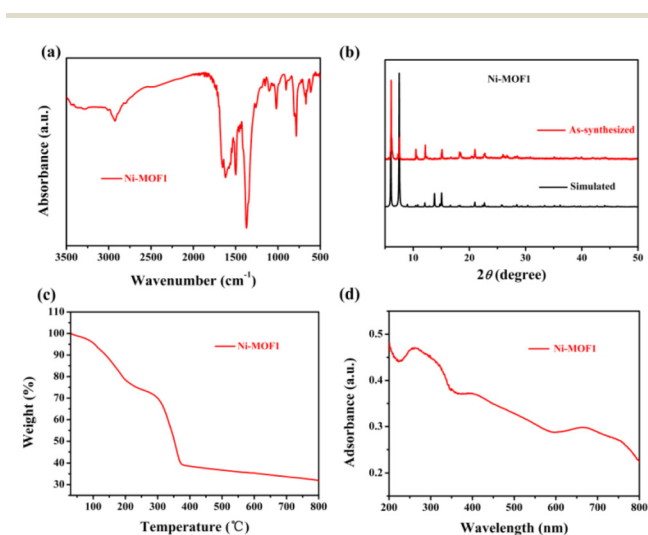 (a)
Absorbance (a.u.)
Ni-MOF1
3500 3000 2500 2000 1500 1000 500
Wavenumber (cm⁻¹)
(b)
Ni-MOF1
As-synthesized
Simulated
10 20 30 40 50
2θ (degree)
(c)
Weight (%)
110
100
90
80
70
60
50
40
30
Ni-MOF1
100 200 300 400 500 600 700 800
Temperature (℃)
(d)
Adsorbance (a.u.)
0.5
0.4
0.3
0.2
Ni-MOF1
200 300 400 500 600 700 800
Wavelength (nm)